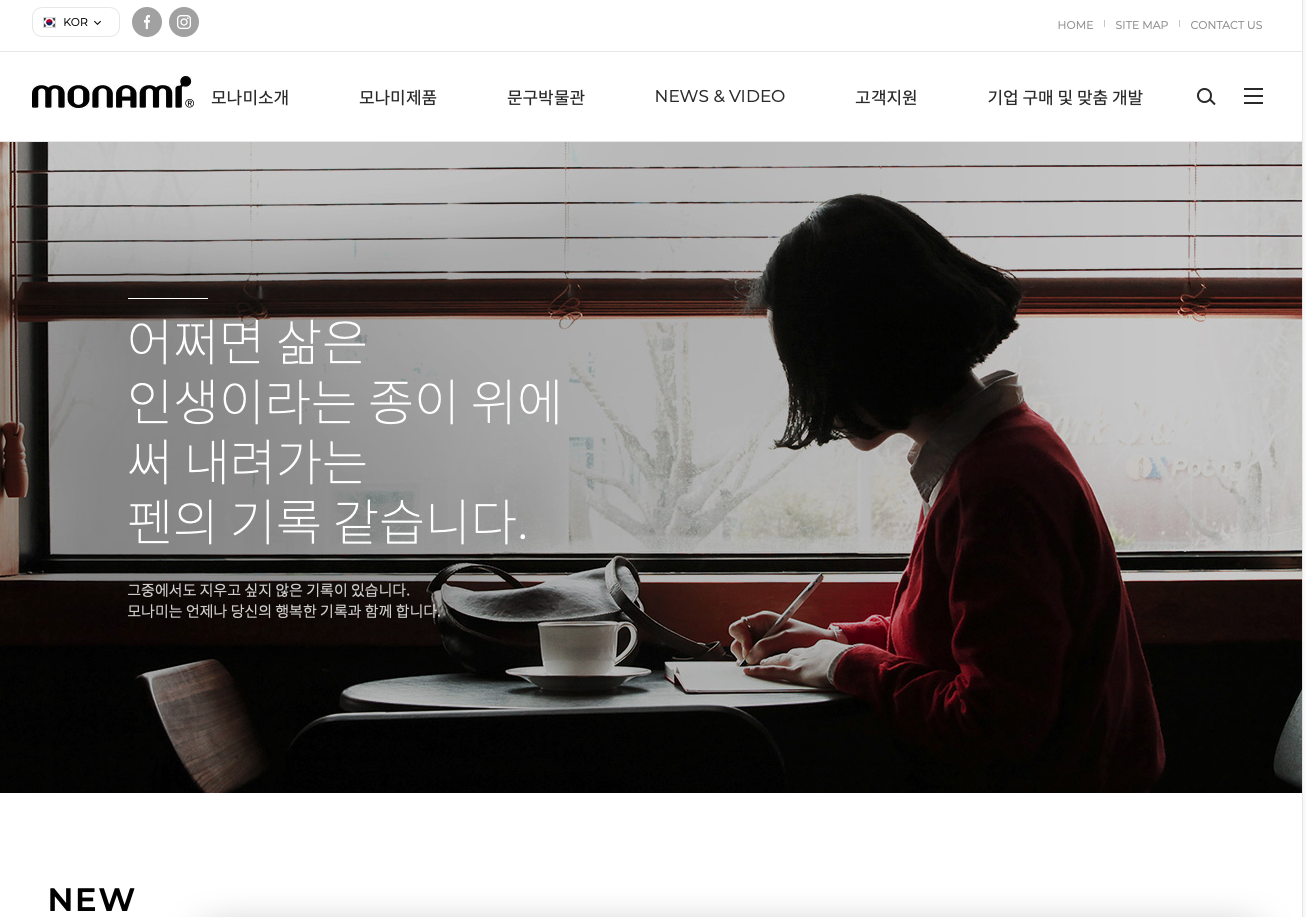 KOR
HOME
SITE MAP
CONTACT US
monami®
모나미소개
모나미제품
문구박물관
NEWS & VIDEO
고객지원
기업 구매 및 맞춤 개발
어쩌면 삶은
인생이라는 종이 위에
써 내려가는
펜의 기록 같습니다.
그중에서도 지우고 싶지 않은 기록이 있습니다.
모나미는 언제나 당신의 행복한 기록과 함께 합니다.
NEW